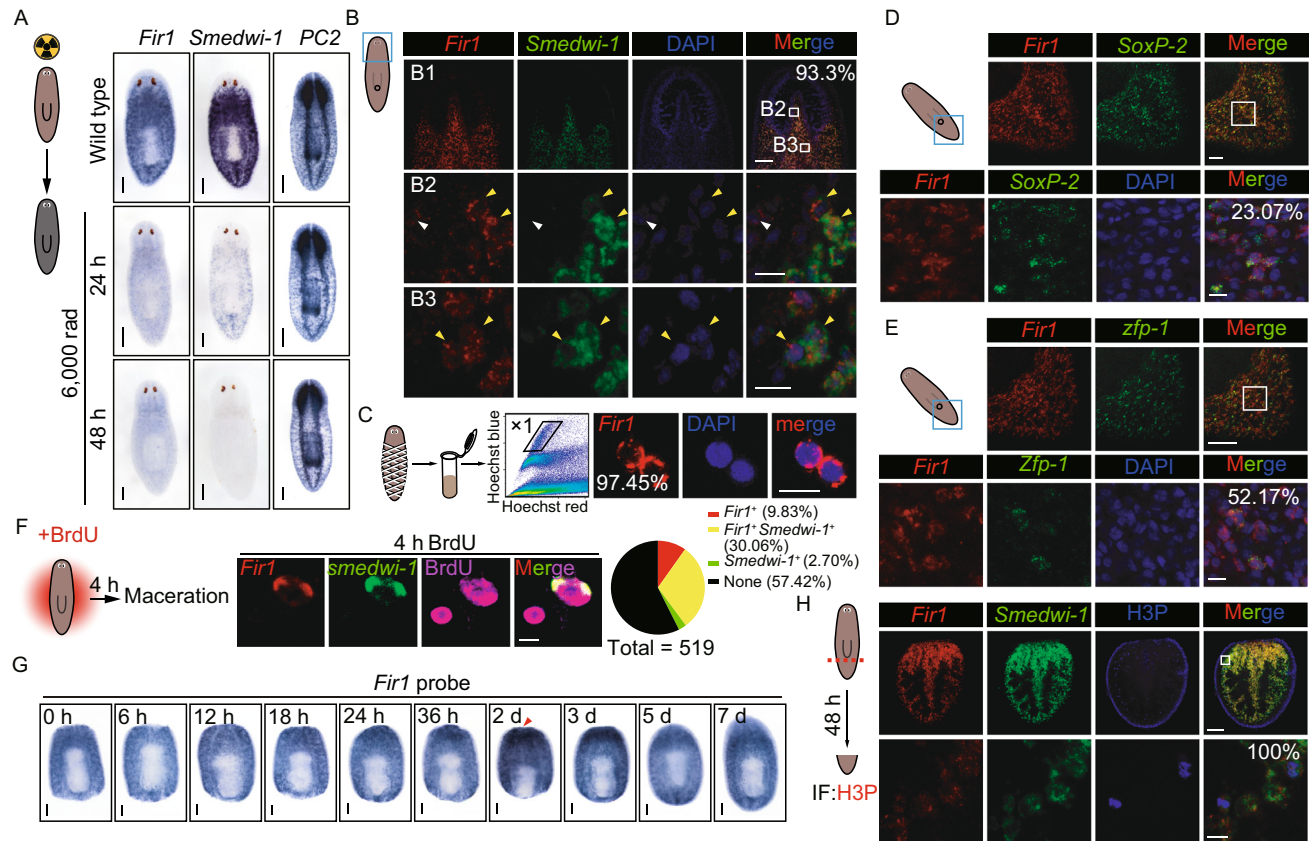 A
Fir1 Smedwi-1 PC2
Wild type
24 h
48 h
6,000 rad
B
Fir1 Smedwi-1 DAPI Merge
B1
93.3%
B2
B3
B2
B3
C
×1
Hoechst blue
Hoechst red
Fir1 DAPI merge
97.45%
D
Fir1 SoxP-2 Merge
Fir1 SoxP-2 DAPI Merge
23.07%
E
Fir1 zfp-1 Merge
Fir1 Zfp-1 DAPI Merge
52.17%
F
+BrdU
4 h
Maceration
4 h BrdU
Fir1 smedwi-1 BrdU Merge
Fir1⁺ (9.83%)
Fir1⁺ Smedwi-1⁺
(30.06%)
Smedwi-1⁺ (2.70%)
None (57.42%)
Total = 519
G
Fir1 probe
0 h 6 h 12 h 18 h 24 h 36 h 2 d 3 d 5 d 7 d
H
48 h
IF:H3P
Fir1 Smedwi-1 H3P Merge
100%